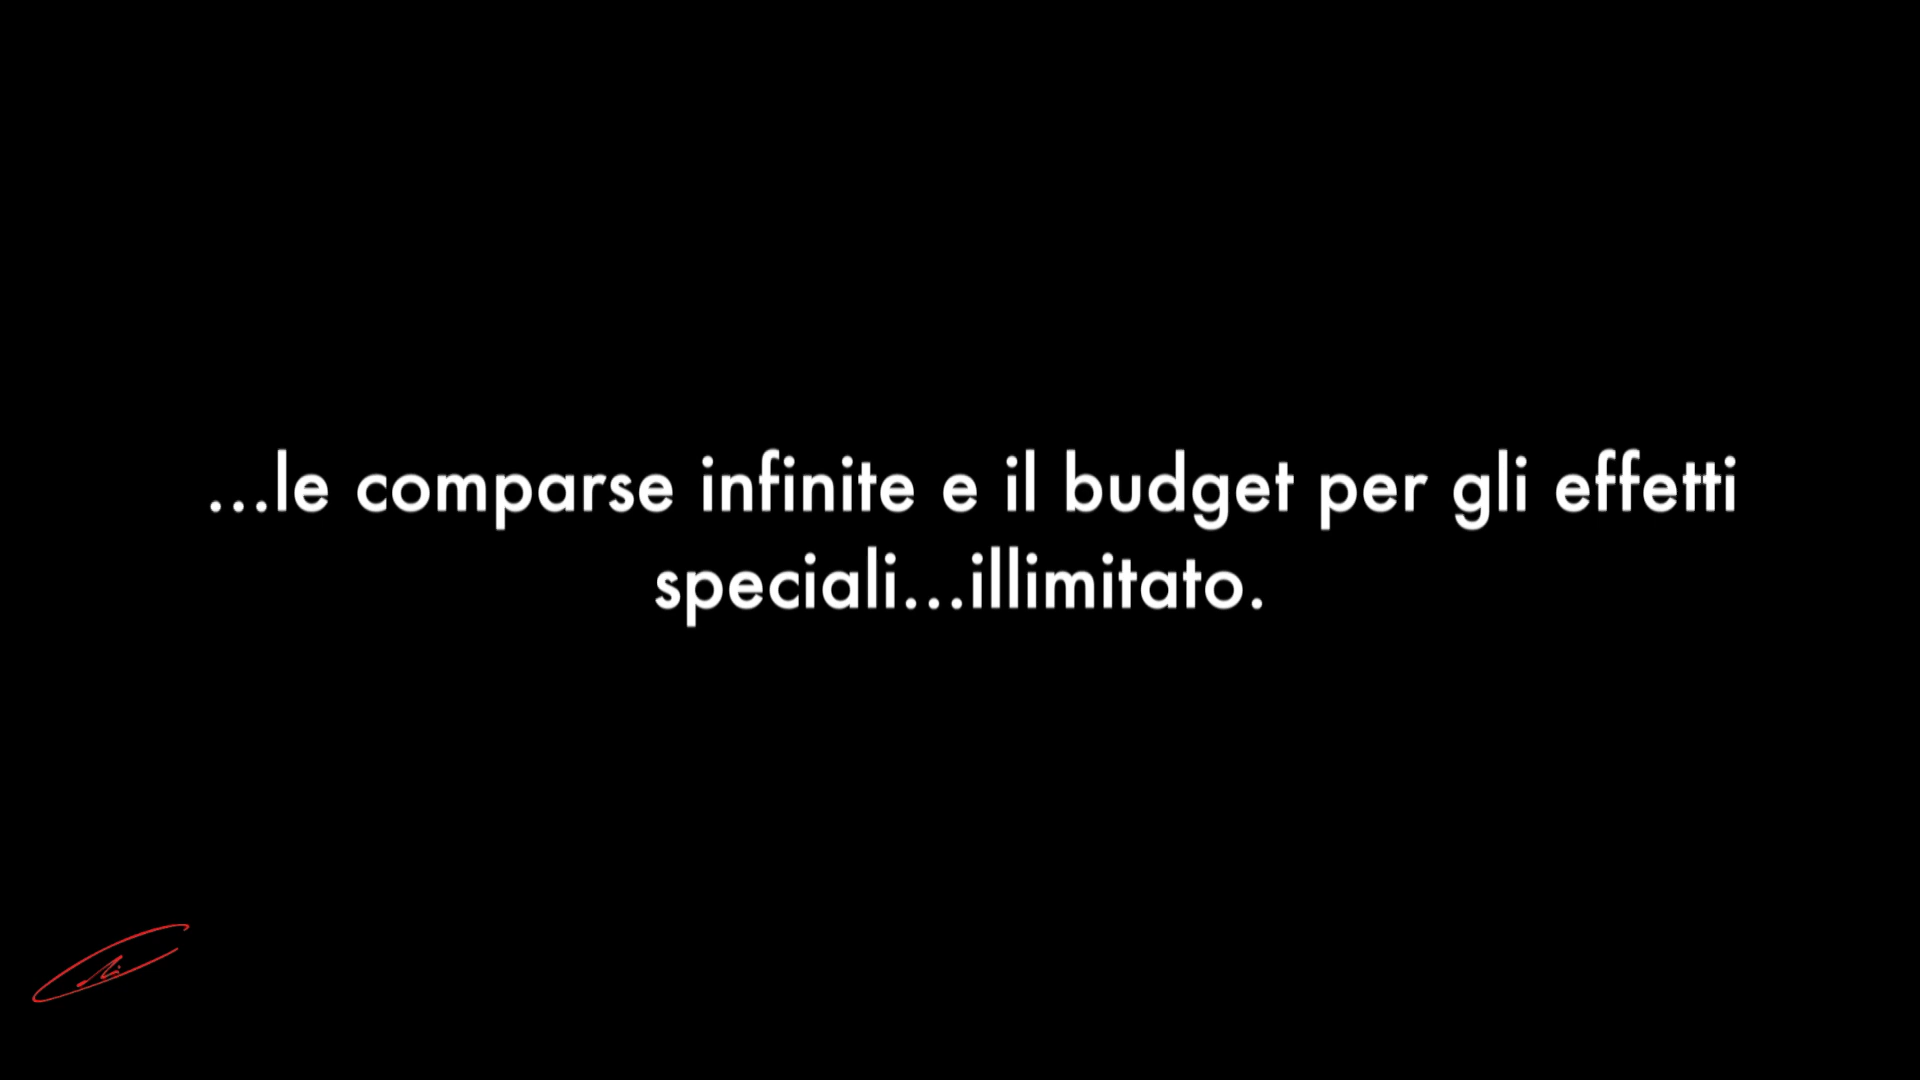 ...le comparse infinite e il budget per gli effetti
speciali...illimitato.